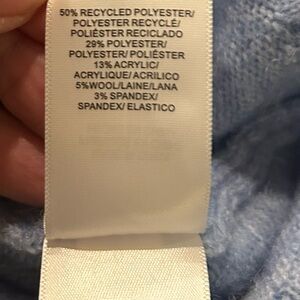 50% RECYCLED POLYESTER/
POLYESTER RECYCLÉ/
POLIÉSTER RECICLADO
29% POLYESTER/
POLYESTER/ POLIÉSTER
13% ACRYLIC/
ACRYLIQUE/ ACRILICO
5%WOOL/LAINE/LANA
3% SPANDEX/
SPANDEX/ ELASTICO